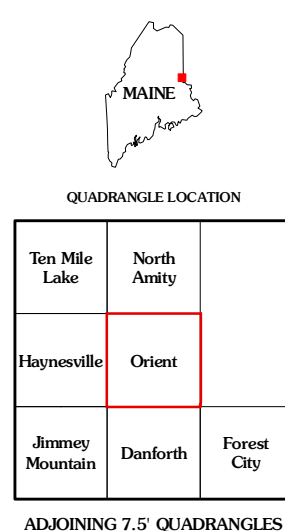 MAINE
QUADRANGLE LOCATION
Ten Mile
Lake
North
Amity
Haynesville
Orient
Jimmey
Mountain
Danforth
Forest
City
ADJOINING 7.5' QUADRANGLES